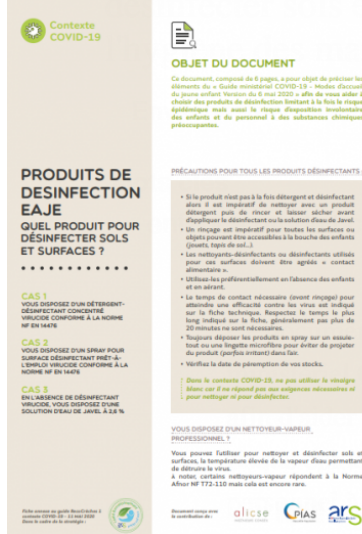 Contexte
COVID-19
PRODUITS DE
DESINFECTION
EAJE
QUEL PRODUIT POUR
DÉSINFECTER SOLS
ET SURFACES ?
CAS 1
VOUS DISPOSEZ D'UN DÉTERGENT-
DÉSINFECTANT CONCENTRÉ
VIRUCIDE CONFORME À LA NORME
NF EN 14476
CAS 2
VOUS DISPOSEZ D'UN SPRAY POUR
SURFACE DÉSINFECTANT PRÊT-À-
L'EMPLOI VIRUCIDE CONFORME À LA
NORME NF EN 14476
CAS 3
EN L'ABSENCE DE DÉSINFECTANT
VIRUCIDE, VOUS DISPOSEZ D'UNE
SOLUTION D'EAU DE JAVEL À 2,6 %
OBJET DU DOCUMENT
Ce document, composé de 6 pages, a pour objet de préciser les
éléments du « Guide ministériel COVID-19 - Modes d'accueil
du jeune enfant Version du 6 mai 2020 » afin de vous aider à
choisir des produits de désinfection limitant à la fois le risque
épidémique mais aussi le risque d'exposition involontaire
des enfants et du personnel à des substances chimiques
préoccupantes.
PRÉCAUTIONS POUR TOUS LES PRODUITS DÉSINFECTANTS :
• Si le produit n'est pas à la fois détergent et désinfectant
alors il est impératif de nettoyer avec un produit
détergent puis de rincer et laisser sécher avant
d'appliquer le désinfectant ou la solution d'eau de Javel.
• Un rinçage est impératif pour toutes les surfaces ou
objets pouvant être accessibles à la bouche des enfants
(jouets, tapis de sol...).
• Les nettoyants-désinfectants ou désinfectants utilisés
pour ces surfaces doivent être agréés « contact
alimentaire ».
• Utilisez-les préférentiellement en l'absence des enfants
et en aérant.
• Le temps de contact nécessaire (avant rinçage) pour
atteindre une efficacité contre les virus est indiqué
sur la fiche technique. Respectez le temps le plus
long indiqué sur la fiche, généralement pas plus de
20 minutes ne sont nécessaires.
• Toujours déposer les produits en spray sur un essuie-
tout ou une lingette microfibre pour éviter de projeter
du produit (parfois irritant) dans l'air.
• Vérifiez la date de péremption de vos stocks.
Dans le contexte COVID-19, ne pas utiliser le vinaigre
blanc car il ne répond pas aux exigences nécessaires ni
pour nettoyer ni pour désinfecter.
VOUS DISPOSEZ D'UN NETTOYEUR-VAPEUR
PROFESSIONNEL ?
Vous pouvez l'utiliser pour nettoyer et désinfecter sols et
surfaces, la température élevée de la vapeur d'eau permettant
de détruire le virus.
A noter, certains nettoyeurs-vapeur répondent à la Norme
Afnor NF T72-110 mais cela est encore rare.
Document conçu avec
la contribution de :
alicse
CPIAS
ars